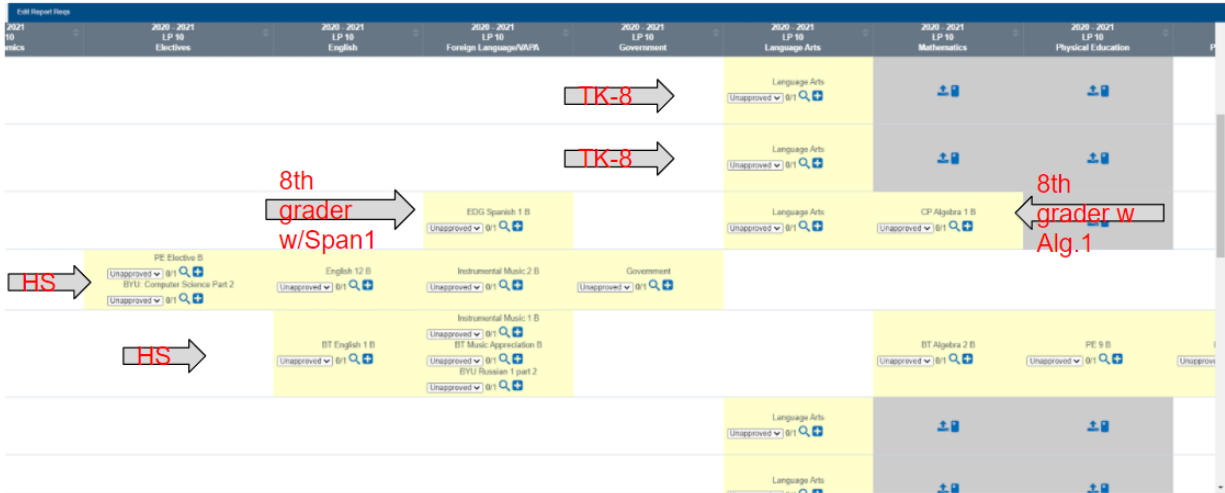 Edit Report Reqs
2021 2020 - 2021 2020 - 2021 2020 - 2021 2020 - 2021 2020 - 2021 2020 - 2021 2020 - 2021
10 LP 10 LP 10 LP 10 LP 10 LP 10 LP 10 LP 10
mics Electives English Foreign Language/VAPA Government Language Arts Mathematics Physical Education P
TK-8
Language Arts
Unapproved 0/1
TK-8
Language Arts
Unapproved 0/1
8th
grader
w/Span1
EDG Spanish 1 B
Unapproved 0/1
Language Arts
Unapproved 0/1
CP Algebra 1 B
Unapproved 0/1
8th
grader w
Alg.1
HS
PE Elective B
Unapproved 0/1
BYU: Computer Science Part 2
Unapproved 0/1
English 12 B
Unapproved 0/1
Instrumental Music 2 B
Unapproved 0/1
Government
Unapproved 0/1
HS
BT English 1 B
Unapproved 0/1
Instrumental Music 1 B
Unapproved 0/1
BT Music Appreciation B
Unapproved 0/1
BYU Russian 1 part 2
Unapproved 0/1
BT Algebra 2 B
Unapproved 0/1
PE 9 B
Unapproved 0/1
Unapprove
Language Arts
Unapproved 0/1
Language Arts